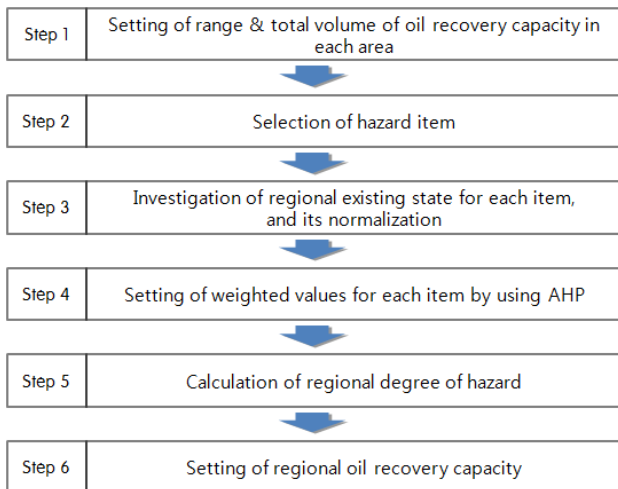 Step 1
Setting of range & total volume of oil recovery capacity in
each area
Step 2
Selection of hazard item
Step 3
Investigation of regional existing state for each item,
and its normalization
Step 4
Setting of weighted values for each item by using AHP
Step 5
Calculation of regional degree of hazard
Step 6
Setting of regional oil recovery capacity